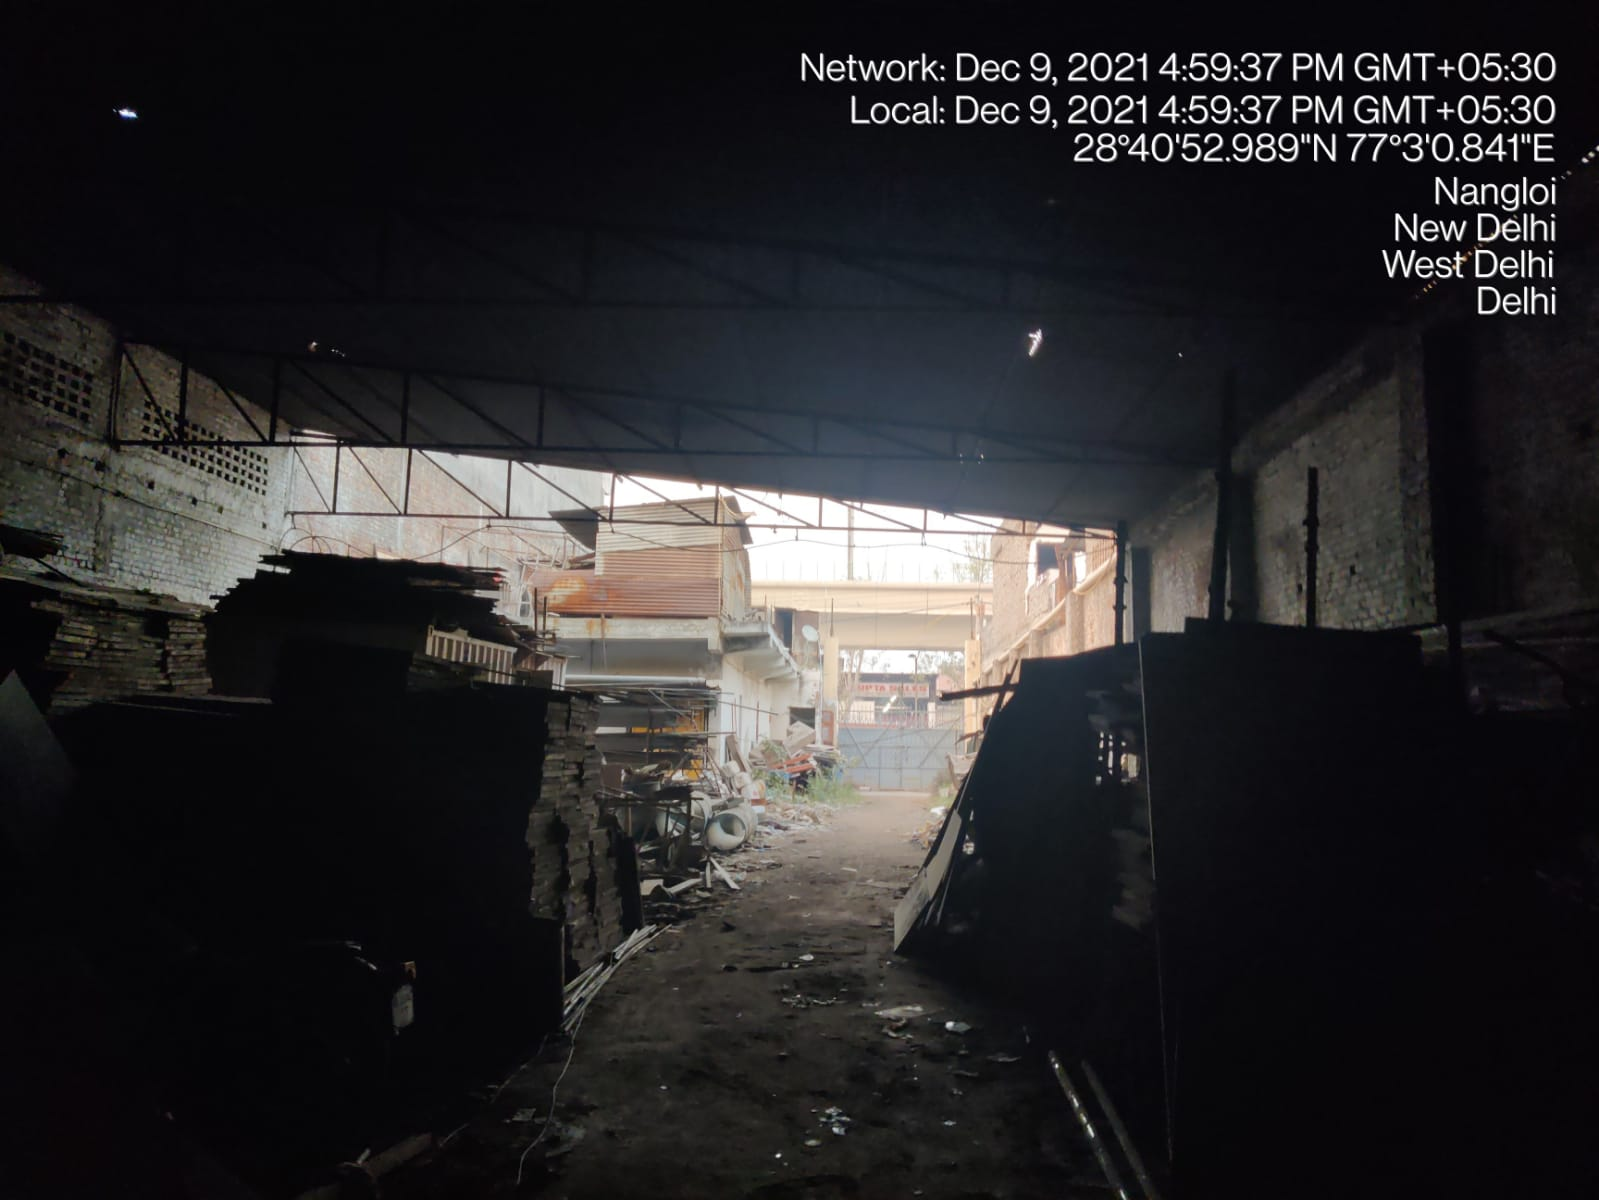 Network: Dec 9, 2021 4:59:37 PM GMT+05:30
Local: Dec 9, 2021 4:59:37 PM GMT+05:30
28°40'52.989"N 77°3'0.841"E
Nangloi
New Delhi
West Delhi
Delhi